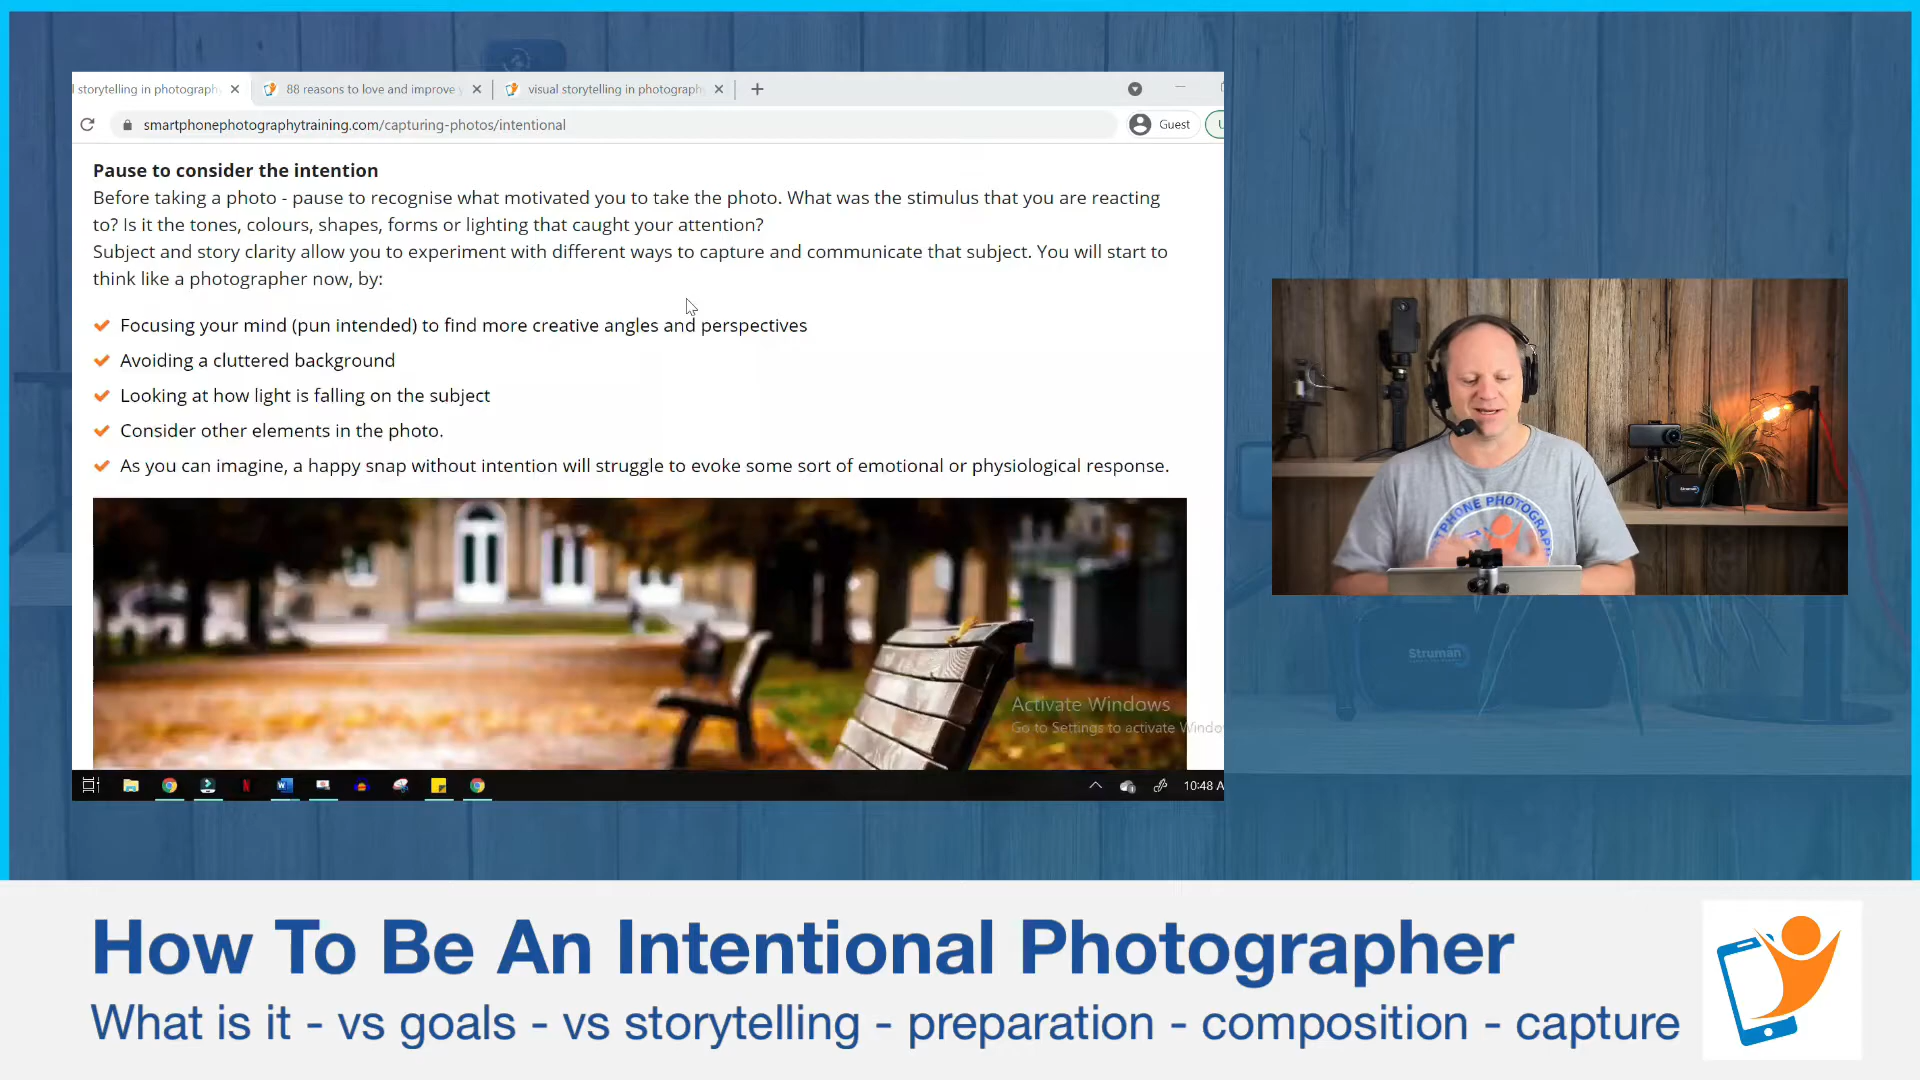 l storytelling in photograph
88 reasons to love and improve y
visual storytelling in photograph
smartphonephotographytraining.com/capturing-photos/intentional
Guest
Pause to consider the intention
Before taking a photo - pause to recognise what motivated you to take the photo. What was the stimulus that you are reacting
to? Is it the tones, colours, shapes, forms or lighting that caught your attention?
Subject and story clarity allow you to experiment with different ways to capture and communicate that subject. You will start to
think like a photographer now, by:
Focusing your mind (pun intended) to find more creative angles and perspectives
Avoiding a cluttered background
Looking at how light is falling on the subject
Consider other elements in the photo.
As you can imagine, a happy snap without intention will struggle to evoke some sort of emotional or physiological response.
Activate Windows
Go to Settings to activate Windo
10:48 A
PHONE PHOTOGRAPH
Struman
Struman
How To Be An Intentional Photographer
What is it - vs goals - vs storytelling - preparation - composition - capture